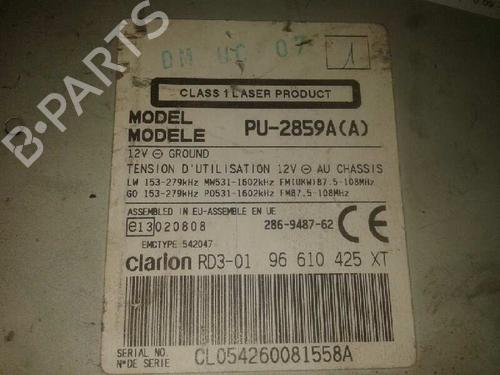 DM UC 07 1
CLASS 1 LASER PRODUCT
MODEL
MODELE PU-2859A(A)
12V ⊖ GROUND
TENSION D'UTILISATION 12V ⊖ AU CHASSIS
LW 153-279kHz MW531-1602kHz FM(UKW)87.5-108MHz
GO 153-279kHz PO531-1602kHz FM87.5-108MHz
ASSEMBLED IN EU-ASSEMBLE EN UE
e13 020808 286-9487-62 CE
EMCTYPE 542047
clarion RD3-01 96 610 425 XT
SERIAL NO.
N° DE SERIE CL054260081558A
B-PARTS